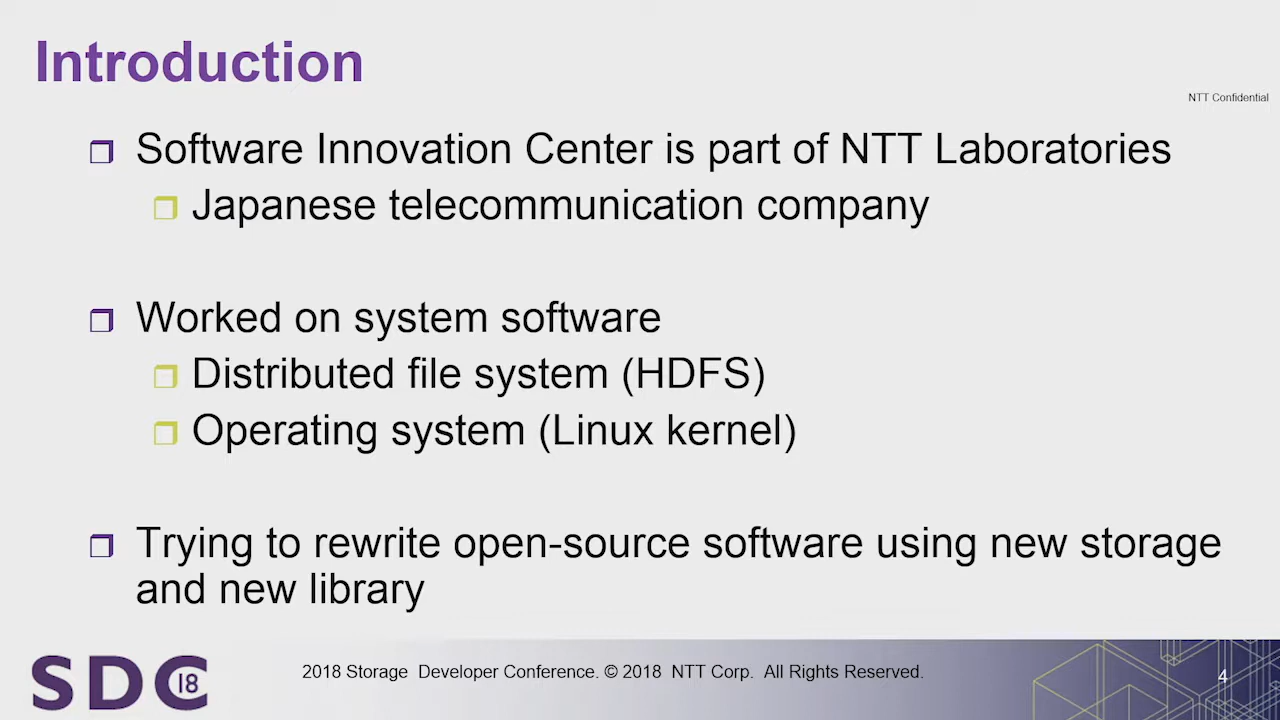 Introduction
NTT Confidential
Software Innovation Center is part of NTT Laboratories
Japanese telecommunication company
Worked on system software
Distributed file system (HDFS)
Operating system (Linux kernel)
Trying to rewrite open-source software using new storage
and new library
SDC 18
2018 Storage Developer Conference. © 2018 NTT Corp. All Rights Reserved.
4